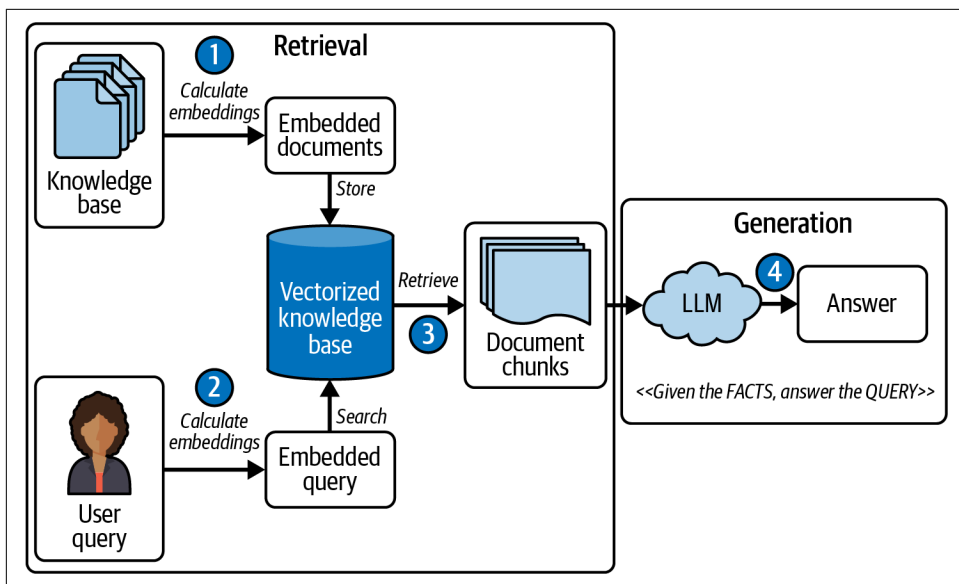 Retrieval
1
Calculate
embeddings
Knowledge
base
Embedded
documents
Store
Vectorized
knowledge
base
Retrieve
3
Document
chunks
2
Calculate
embeddings
Search
User
query
Embedded
query
Generation
LLM
4
Answer
<<Given the FACTS, answer the QUERY>>